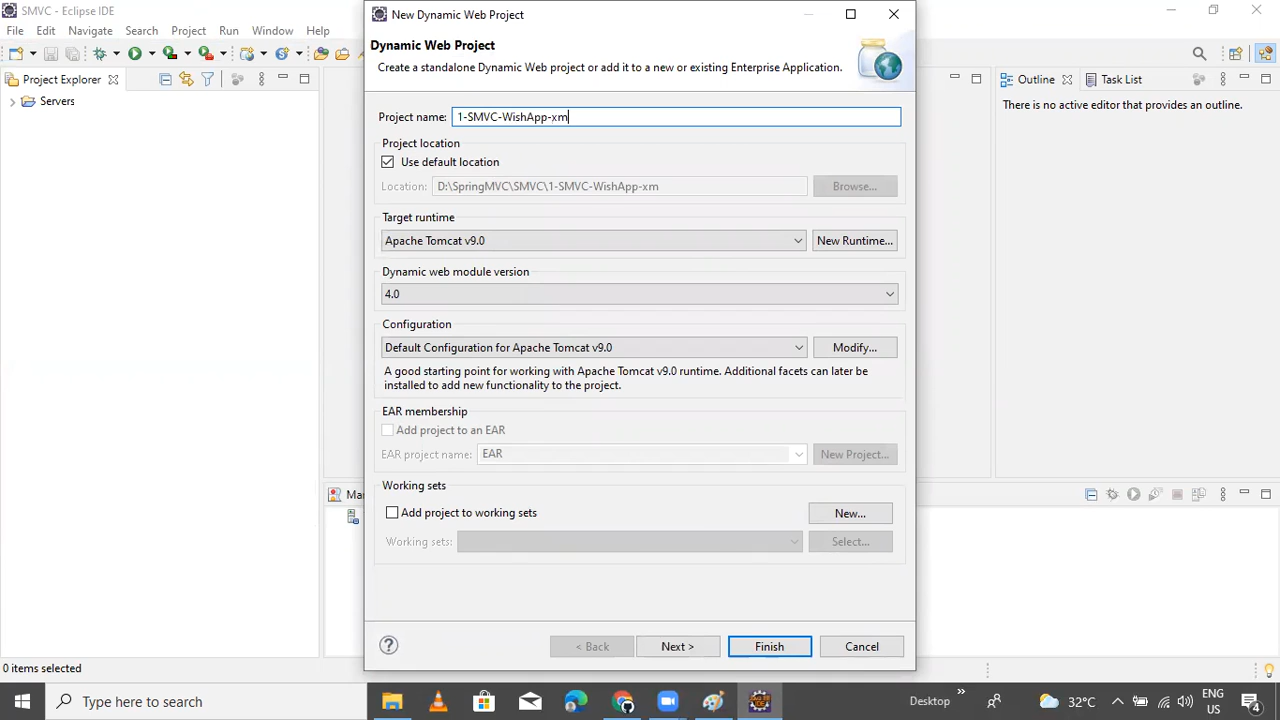 SMVC - Eclipse IDE
File Edit Navigate Search Project Run Window Help
Project Explorer
Servers
New Dynamic Web Project
Dynamic Web Project
Create a standalone Dynamic Web project or add it to a new or existing Enterprise Application.
Project name: 1-SMVC-WishApp-xm
Project location
Use default location
Location: D:\SpringMVC\SMVC\1-SMVC-WishApp-xm Browse...
Target runtime
Apache Tomcat v9.0 New Runtime...
Dynamic web module version
4.0
Configuration
Default Configuration for Apache Tomcat v9.0 Modify...
A good starting point for working with Apache Tomcat v9.0 runtime. Additional facets can later be
installed to add new functionality to the project.
EAR membership
Add project to an EAR
EAR project name: EAR New Project...
Working sets
Add project to working sets New...
Working sets: Select...
< Back Next > Finish Cancel
Outline Task List
There is no active editor that provides an outline.
Mar
0 items selected
Type here to search
Desktop
32°C
ENG
US
4